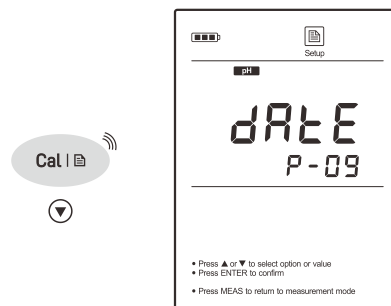 Setup
pH
dAtE
P-09
Cal |
• Press ▲ or ▼ to select option or value
• Press ENTER to confirm
• Press MEAS to return to measurement mode